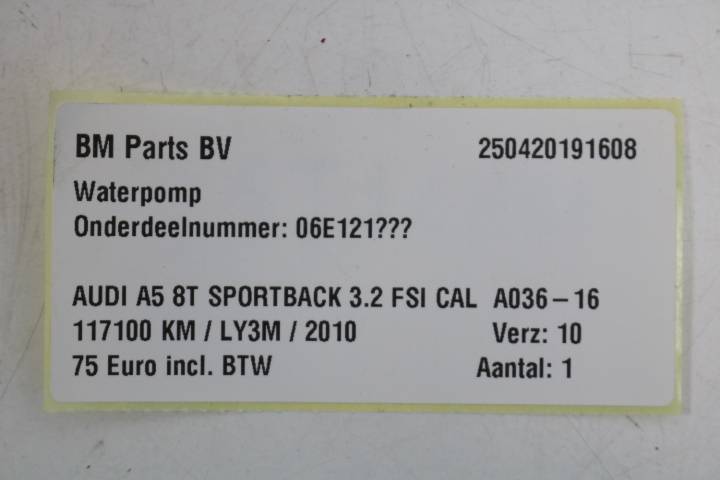 BM Parts BV 250420191608
Waterpomp
Onderdeelnummer: 06E121???
AUDI A5 8T SPORTBACK 3.2 FSI CAL A036-16
117100 KM / LY3M / 2010 Verz: 10
75 Euro incl. BTW Aantal: 1